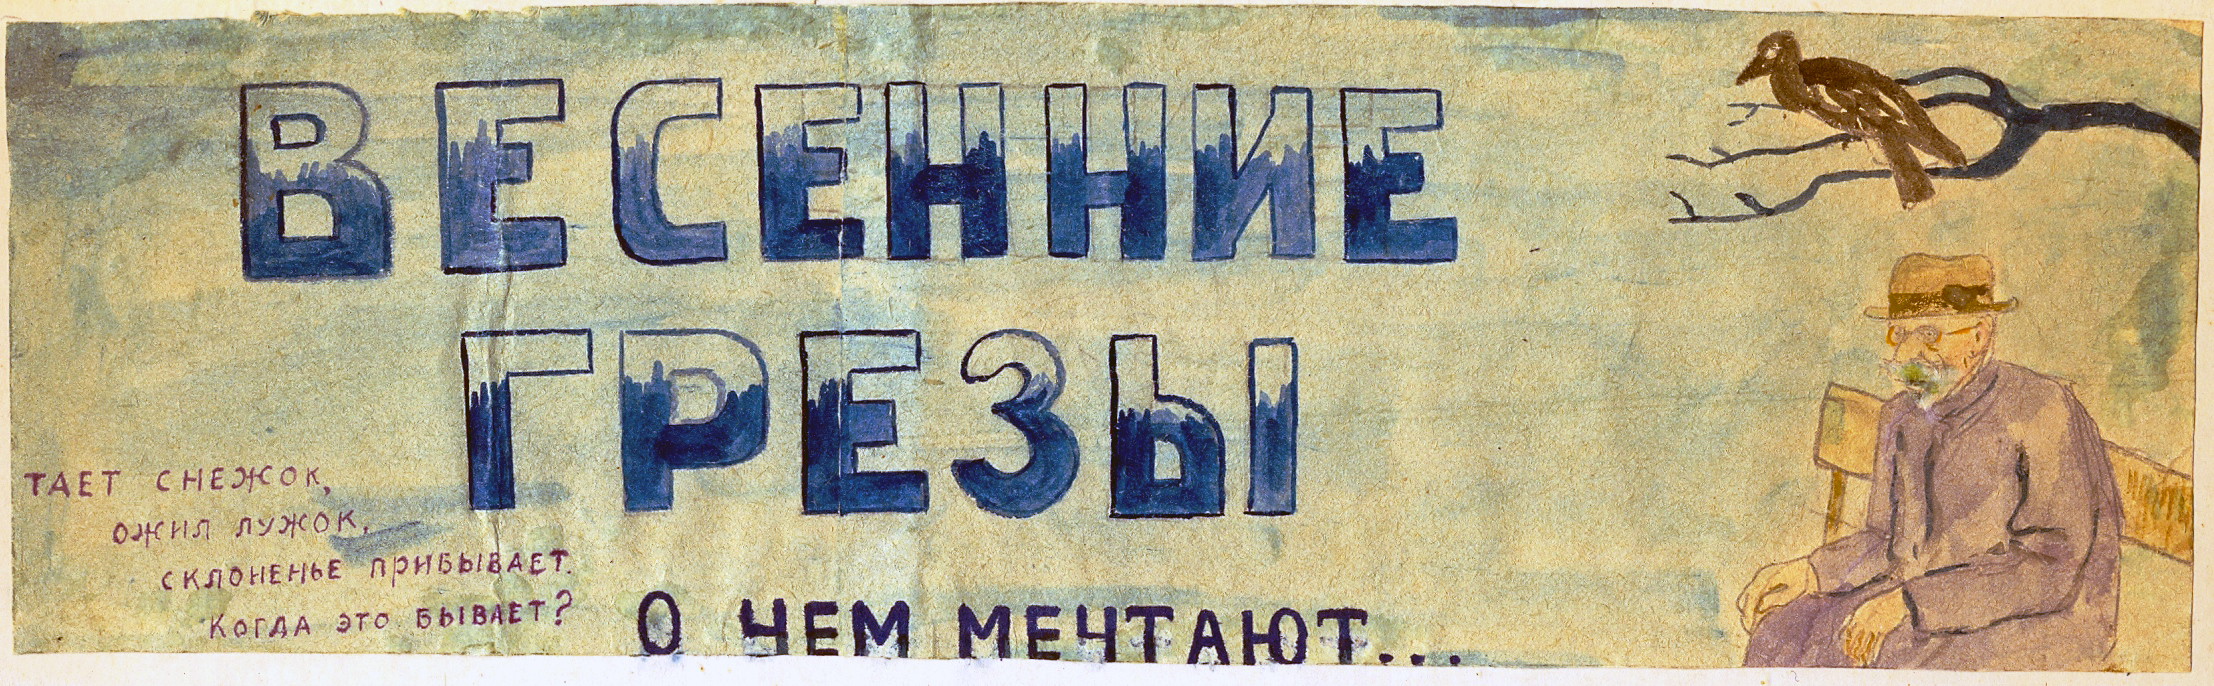 ВЕСЕННИЕ
ГРЕЗЫ
ТАЕТ СНЕЖОК,
ОЖИЛ ЛУЖОК,
СКЛОНЕНЬЕ ПРИБЫВАЕТ.
КОГДА ЭТО БЫВАЕТ?
О ЧЕМ МЕЧТАЮТ...